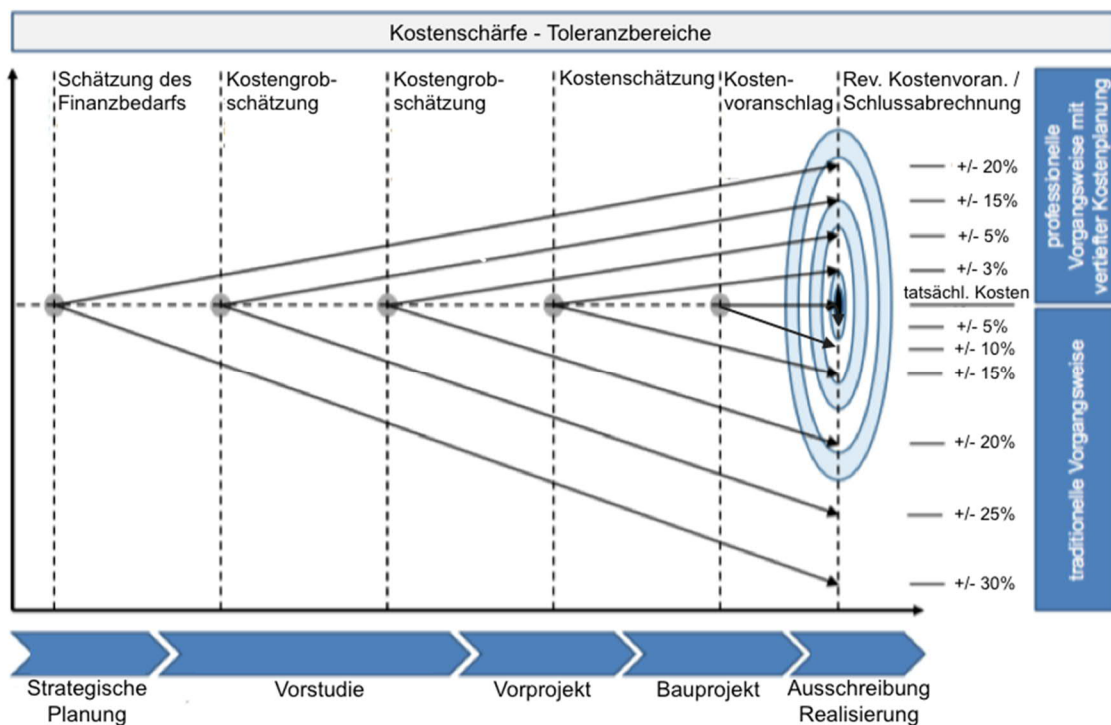 Kostenschärfe - Toleranzbereiche
Schätzung des
Finanzbedarfs
Kostengrob-
schätzung
Kostengrob-
schätzung
Kostenschätzung
Kosten-
voranschlag
Rev. Kostenvoran. /
Schlussabrechnung
+/- 20%
+/- 15%
+/- 5%
+/- 3%
tatsächl. Kosten
+/- 5%
+/- 10%
+/- 15%
+/- 20%
+/- 25%
+/- 30%
professionelle
Vorgangsweise mit
vertiefter Kostenplanung
traditionelle Vorgangsweise
Strategische
Planung
Vorstudie
Vorprojekt
Bauprojekt
Ausschreibung
Realisierung